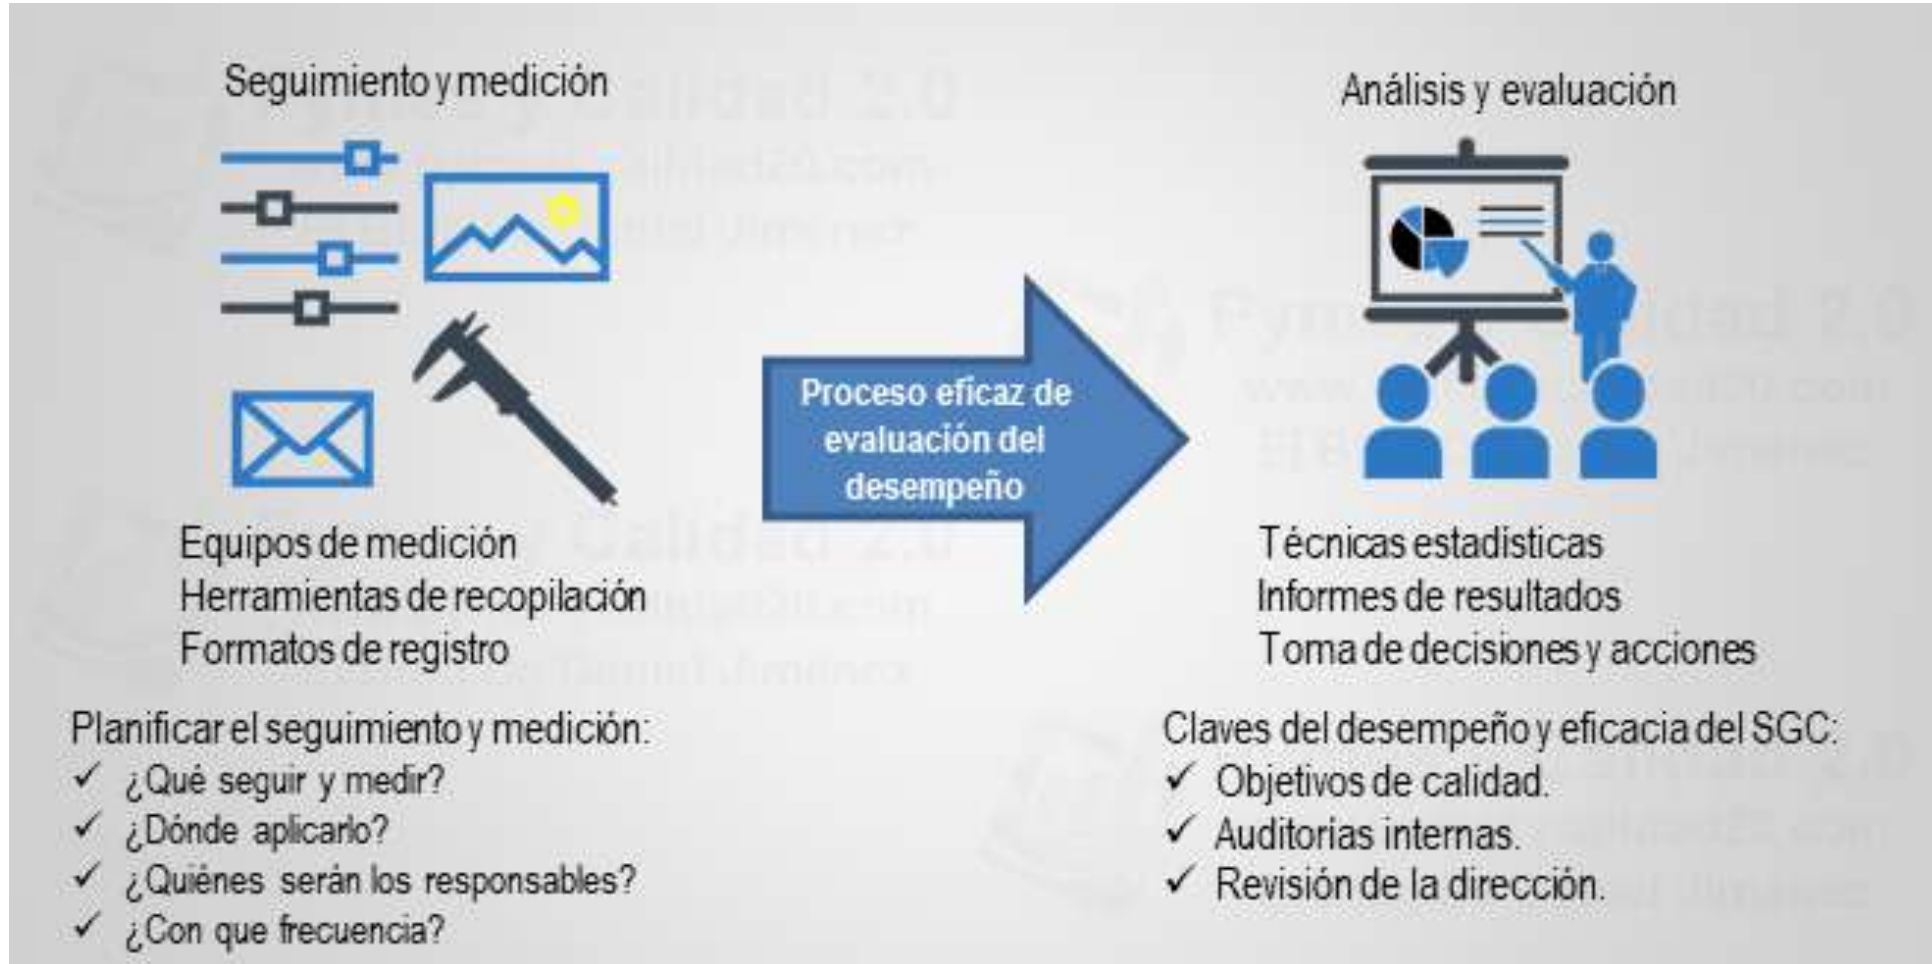 Seguimiento y medición
Equipos de medición
Herramientas de recopilación
Formatos de registro
Planificar el seguimiento y medición:
✓ ¿Qué seguir y medir?
✓ ¿Dónde aplicarlo?
✓ ¿Quiénes serán los responsables?
✓ ¿Con que frecuencia?
Proceso eficaz de
evaluación del
desempeño
Análisis y evaluación
Técnicas estadísticas
Informes de resultados
Toma de decisiones y acciones
Claves del desempeño y eficacia del SGC:
✓ Objetivos de calidad.
✓ Auditorías internas.
✓ Revisión de la dirección.